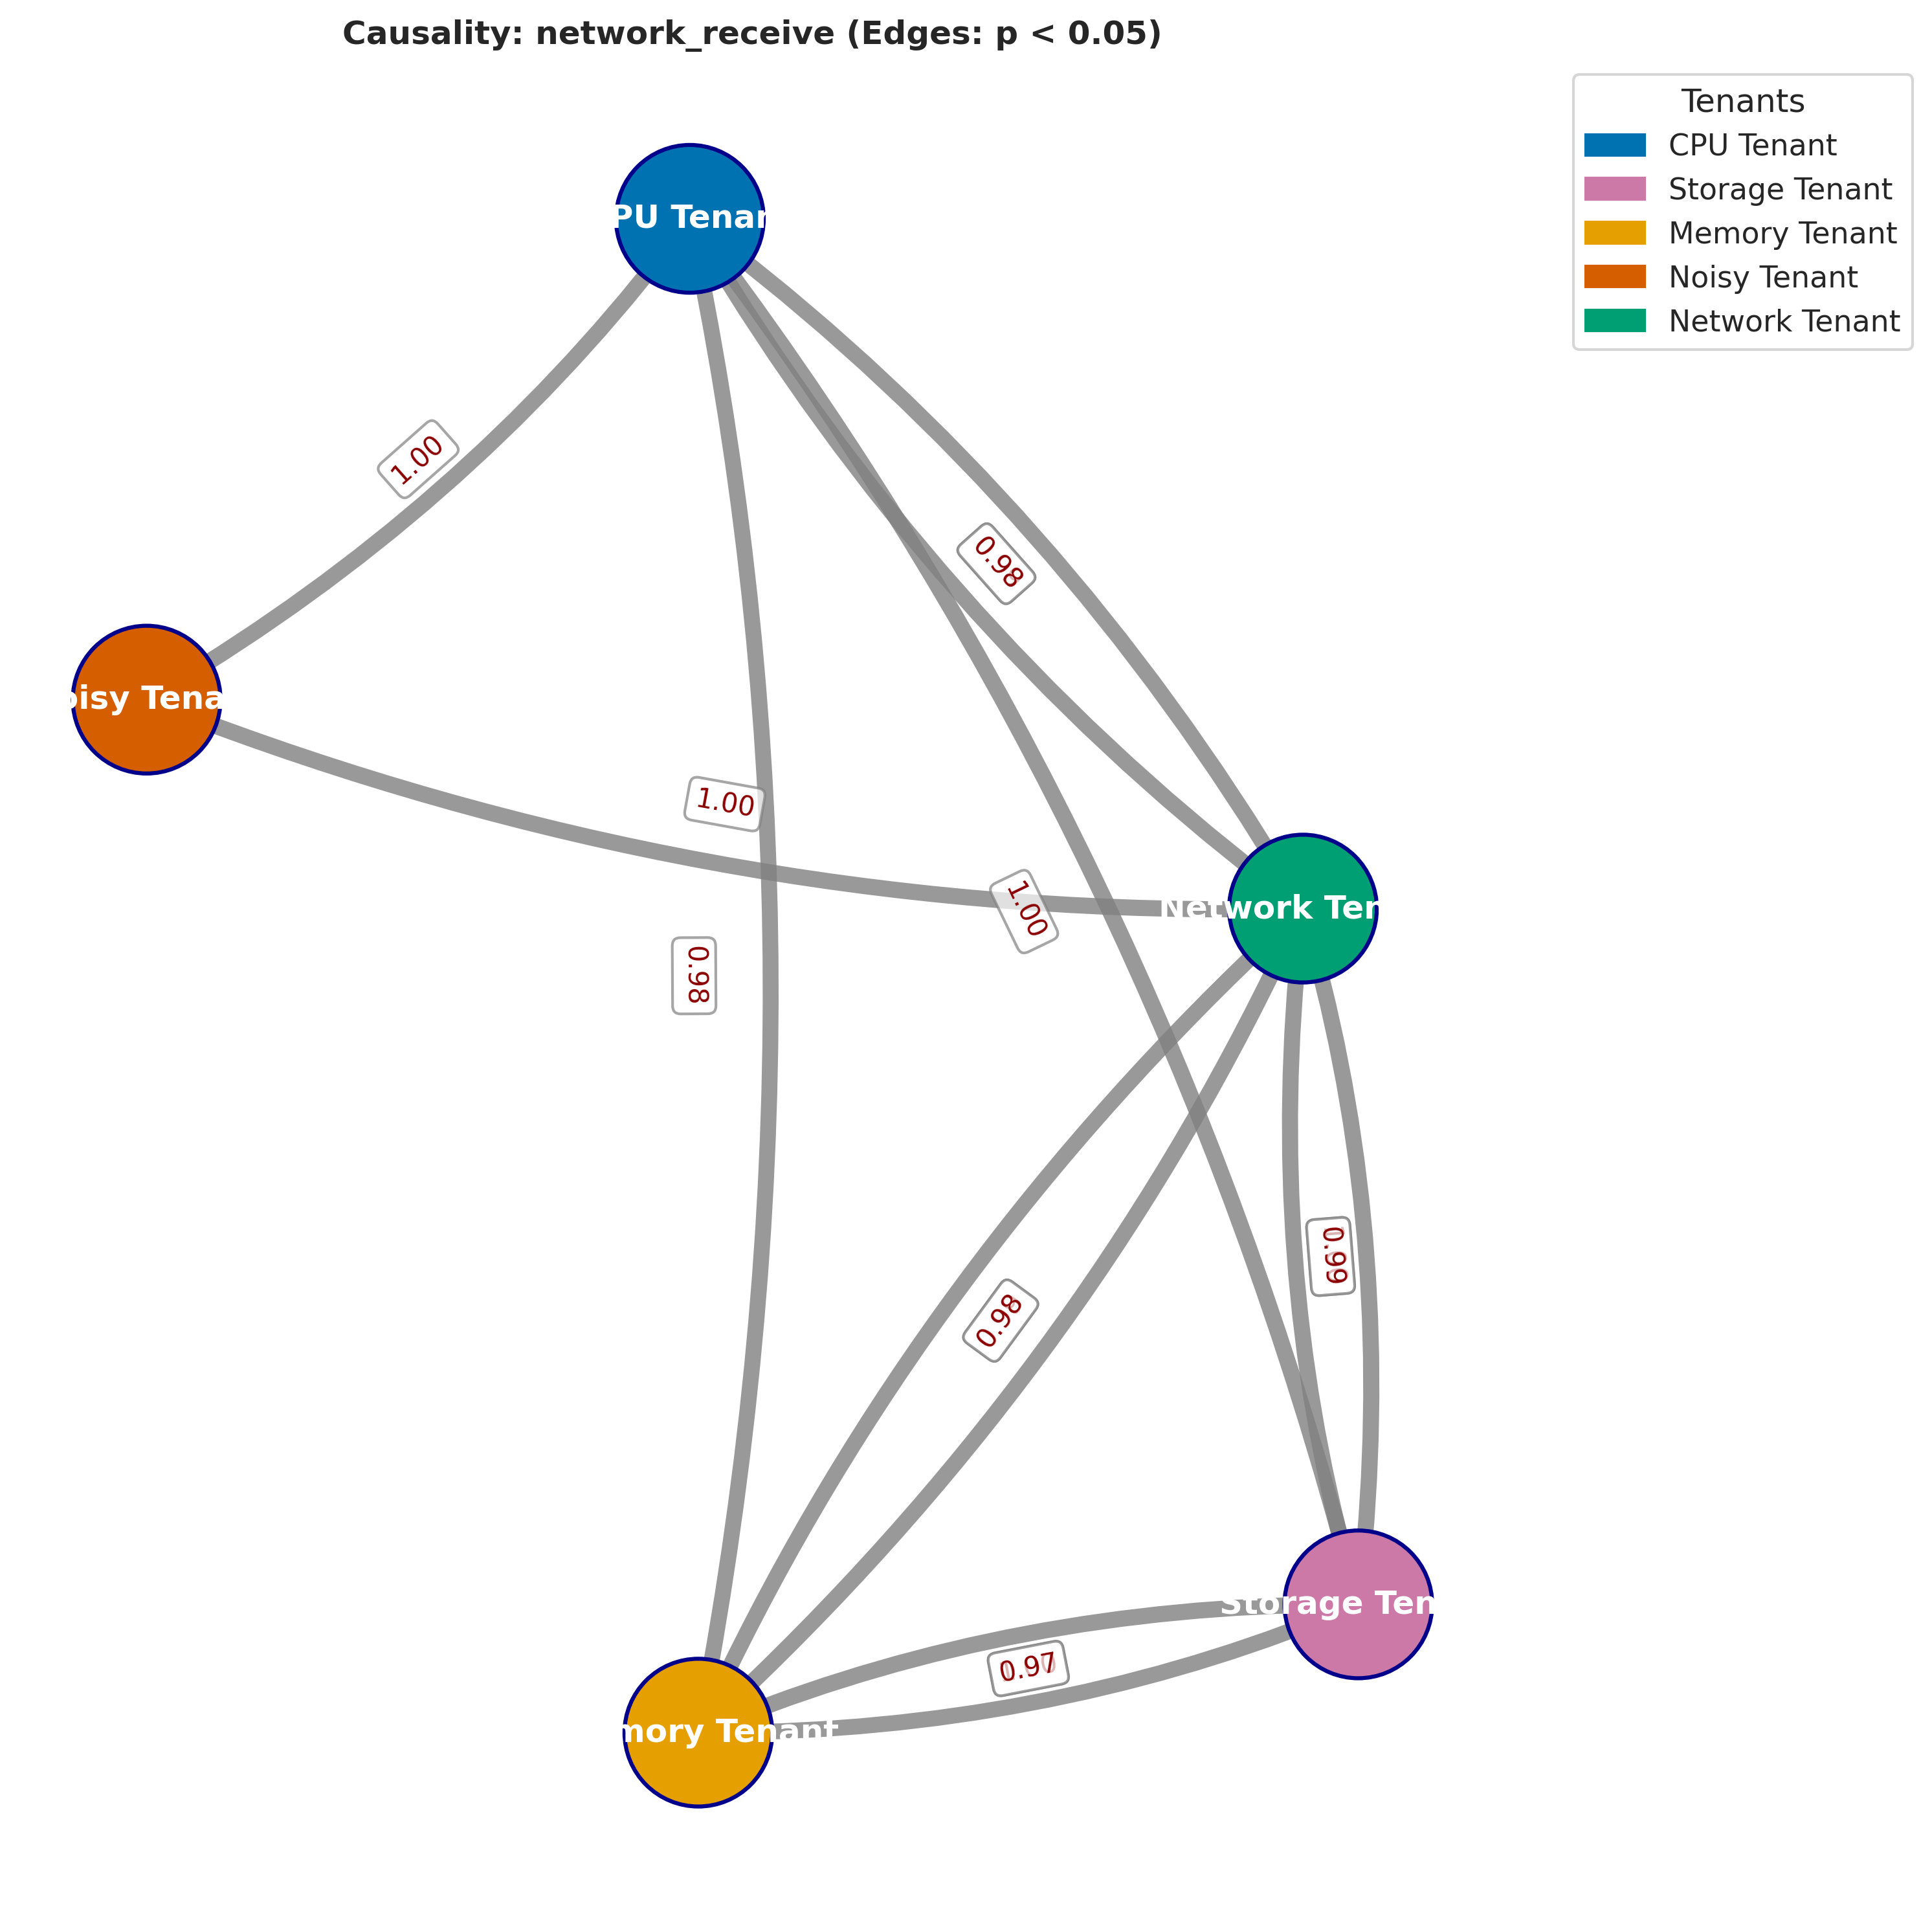 Causality: network_receive (Edges: p < 0.05)
Tenants
CPU Tenant
Storage Tenant
Memory Tenant
Noisy Tenant
Network Tenant
PU Tenan
1.00
0.98
oisy Tena
1.00
1.00
Network Ten
0.98
0.99
0.98
Storage Ten
0.97
mory Tenant